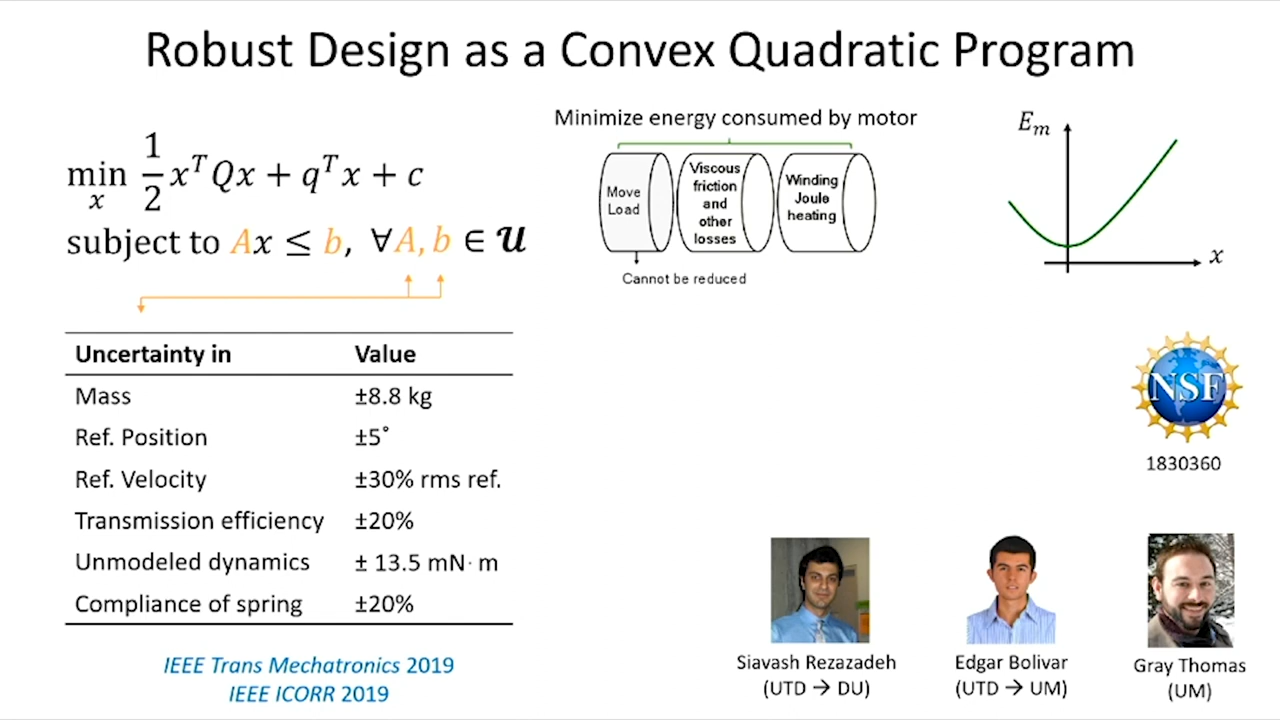 Robust Design as a Convex Quadratic Program
min x 1/2 x^T Q x + q^T x + c
subject to Ax ≤ b, ∀A, b ∈ 𝓤
Uncertainty in Value
Mass ±8.8 kg
Ref. Position ±5°
Ref. Velocity ±30% rms ref.
Transmission efficiency ±20%
Unmodeled dynamics ± 13.5 mN· m
Compliance of spring ±20%
IEEE Trans Mechatronics 2019
IEEE ICORR 2019
Minimize energy consumed by motor
Move
Load
Viscous
friction
and
other
losses
Winding
Joule
heating
Cannot be reduced
E_m
x
NSF
1830360
Siavash Rezazadeh
(UTD → DU)
Edgar Bolivar
(UTD → UM)
Gray Thomas
(UM)